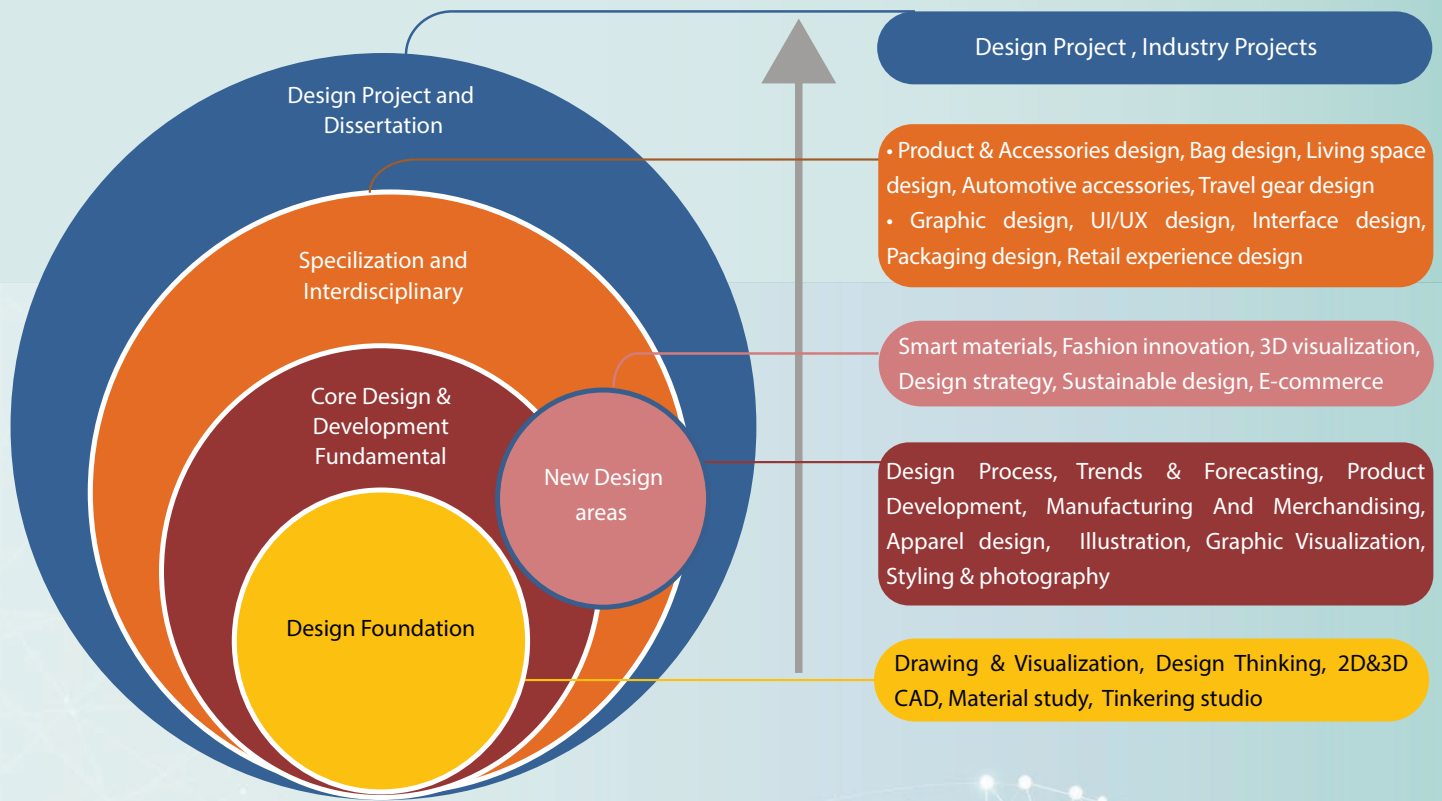 Design Project and
Dissertation
Specilization and
Interdisciplinary
Core Design &
Development
Fundamental
New Design
areas
Design Foundation
Design Project , Industry Projects
• Product & Accessories design, Bag design, Living space
design, Automotive accessories, Travel gear design
• Graphic design, UI/UX design, Interface design,
Packaging design, Retail experience design
Smart materials, Fashion innovation, 3D visualization,
Design strategy, Sustainable design, E-commerce
Design Process, Trends & Forecasting, Product
Development, Manufacturing And Merchandising,
Apparel design, Illustration, Graphic Visualization,
Styling & photography
Drawing & Visualization, Design Thinking, 2D&3D
CAD, Material study, Tinkering studio